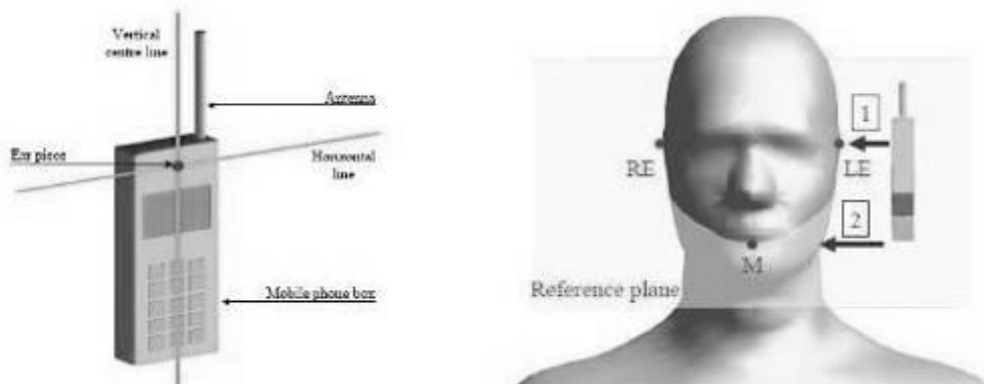 Vertical
centre line
Antenna
Ear piece
Horizontal
line
Mobile phone box
1
RE
LE
2
M
Reference plane